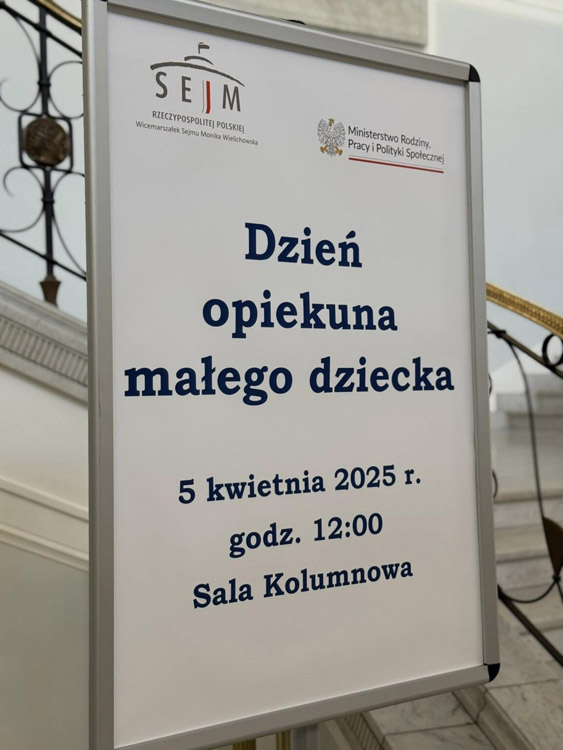 SEJM
RZECZYPOSPOLITEJ POLSKIEJ
Wicemarszałek Sejmu Monika Wielichowska
Ministerstwo Rodziny,
Pracy i Polityki Społecznej
Dzień
opiekuna
małego dziecka
5 kwietnia 2025 r.
godz. 12:00
Sala Kolumnowa